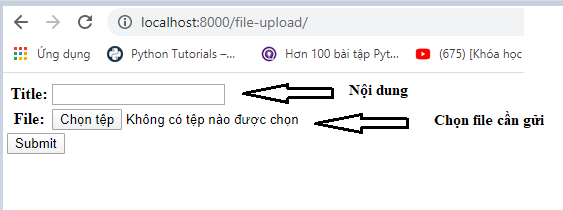 localhost:8000/file-upload/
Ứng dụng Python Tutorials –... Hơn 100 bài tập Pyt... (675) [Khóa học
Title: Nội dung
File: Chọn tệp Không có tệp nào được chọn Chọn file cần gửi
Submit